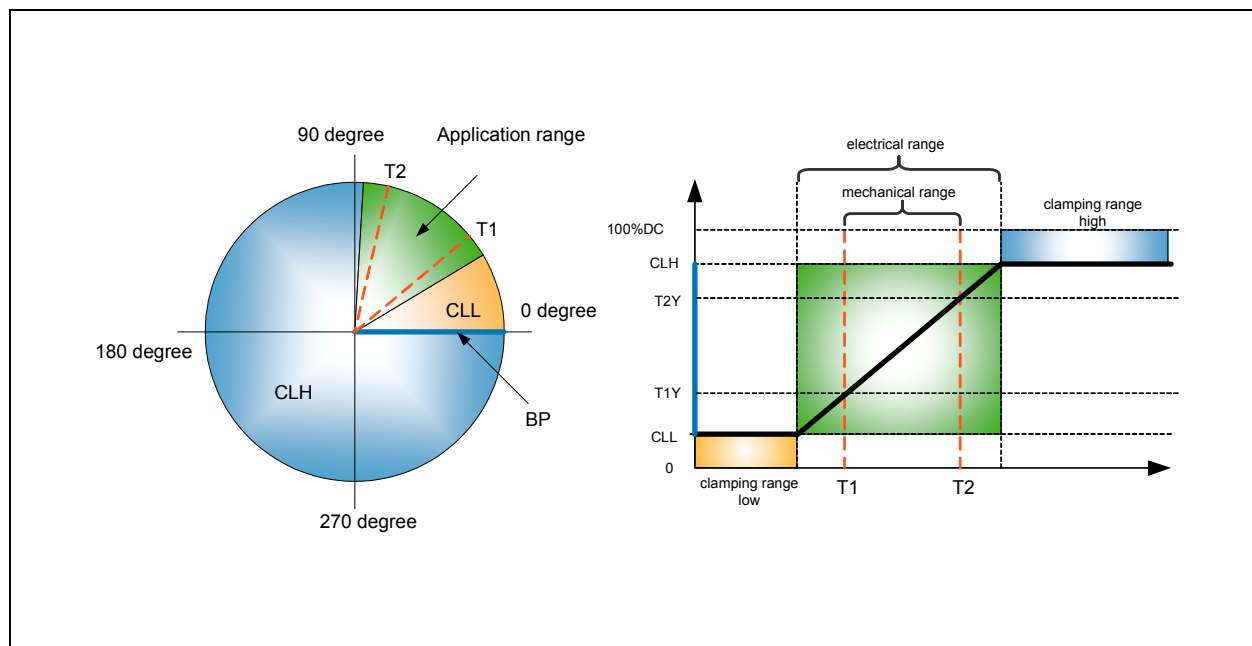 90 degree
Application range
T2
T1
CLL
0 degree
180 degree
CLH
BP
270 degree
electrical range
mechanical range
clamping range
high
100%DC
CLH
T2Y
T1Y
CLL
0
clamping range
low
T1
T2